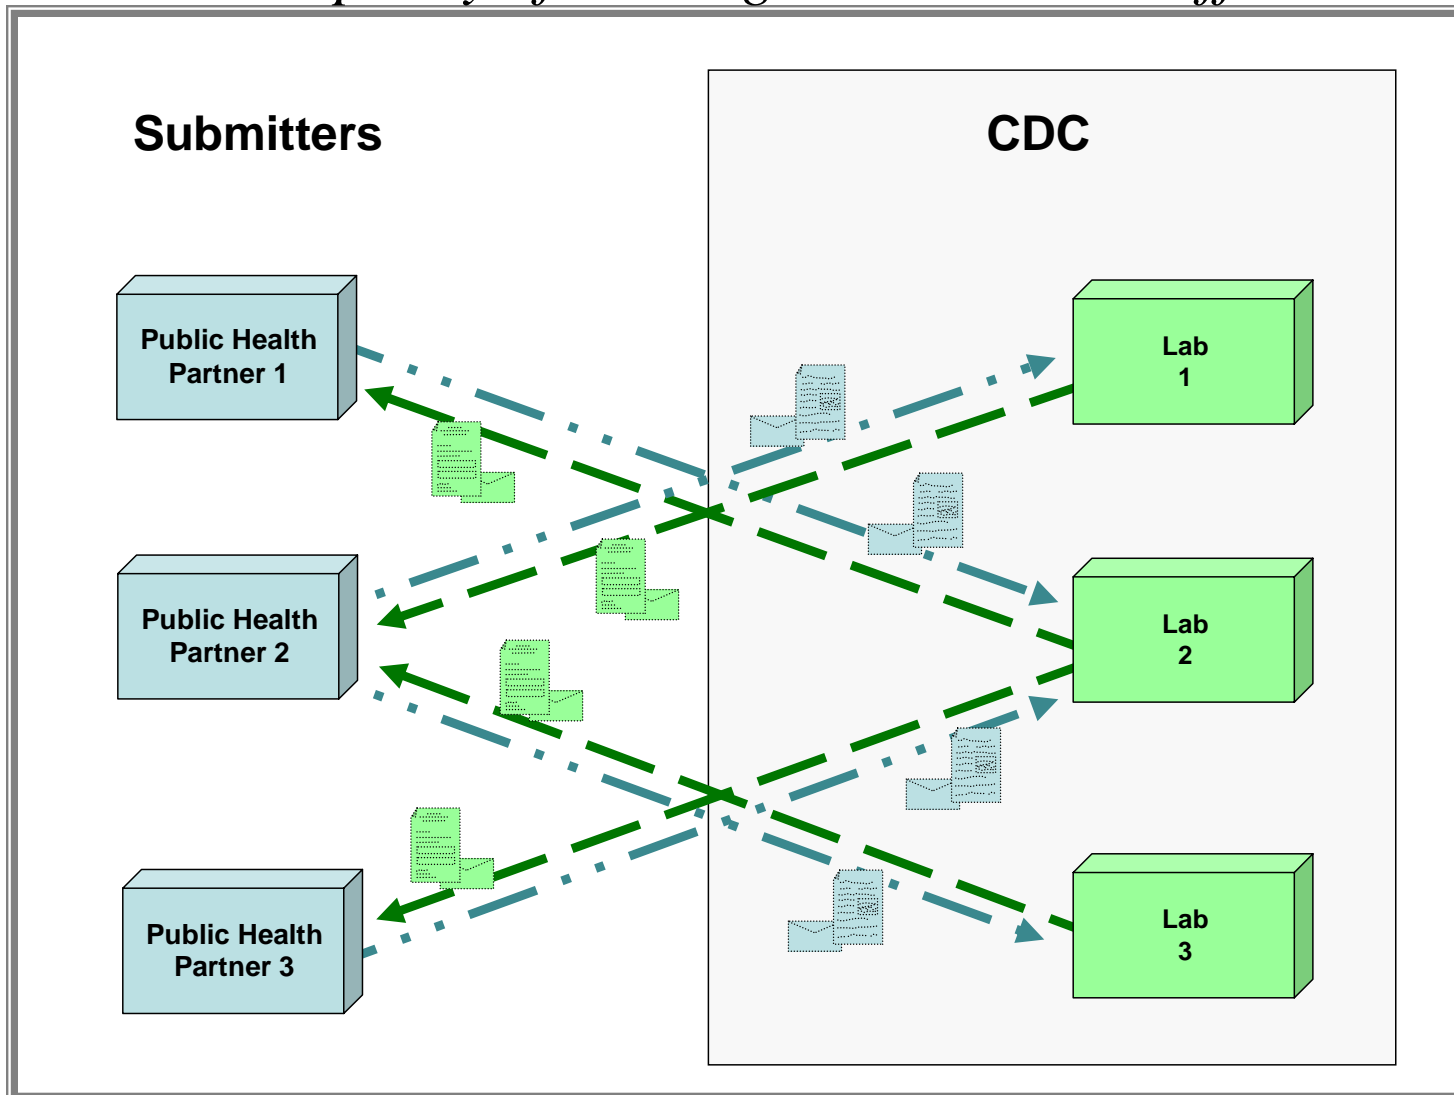 Submitters
CDC
Public Health
Partner 1
Lab
1
Public Health
Partner 2
Lab
2
Public Health
Partner 3
Lab
3